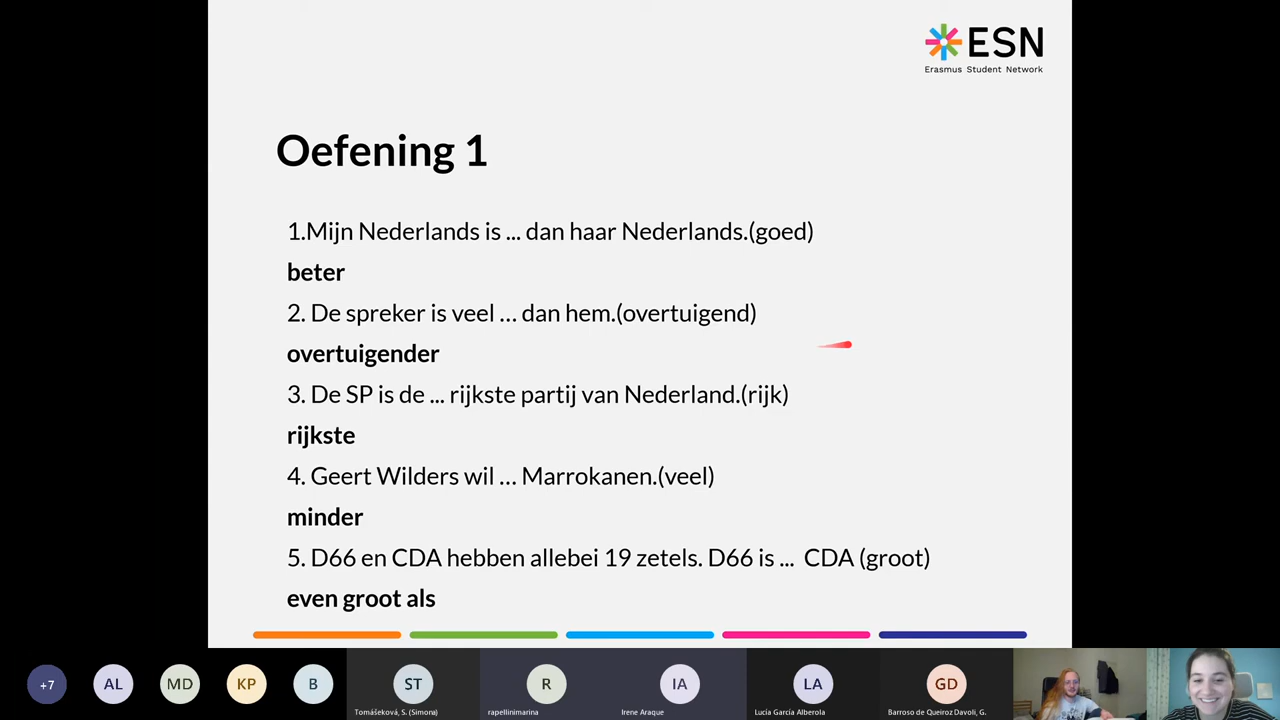 ESN
Erasmus Student Network
Oefening 1
1.Mijn Nederlands is ... dan haar Nederlands.(goed)
beter
2. De spreker is veel … dan hem.(overtuigend)
overtuigender
3. De SP is de ... rijkste partij van Nederland.(rijk)
rijkste
4. Geert Wilders wil … Marrokanen.(veel)
minder
5. D66 en CDA hebben allebei 19 zetels. D66 is ... CDA (groot)
even groot als
+7 AL MD KP B ST R IA LA GD
Tomášeková, S. (Simona) rapellinimarina Irene Araque Lucía García Alberola Barroso de Queiroz Davoli, G.